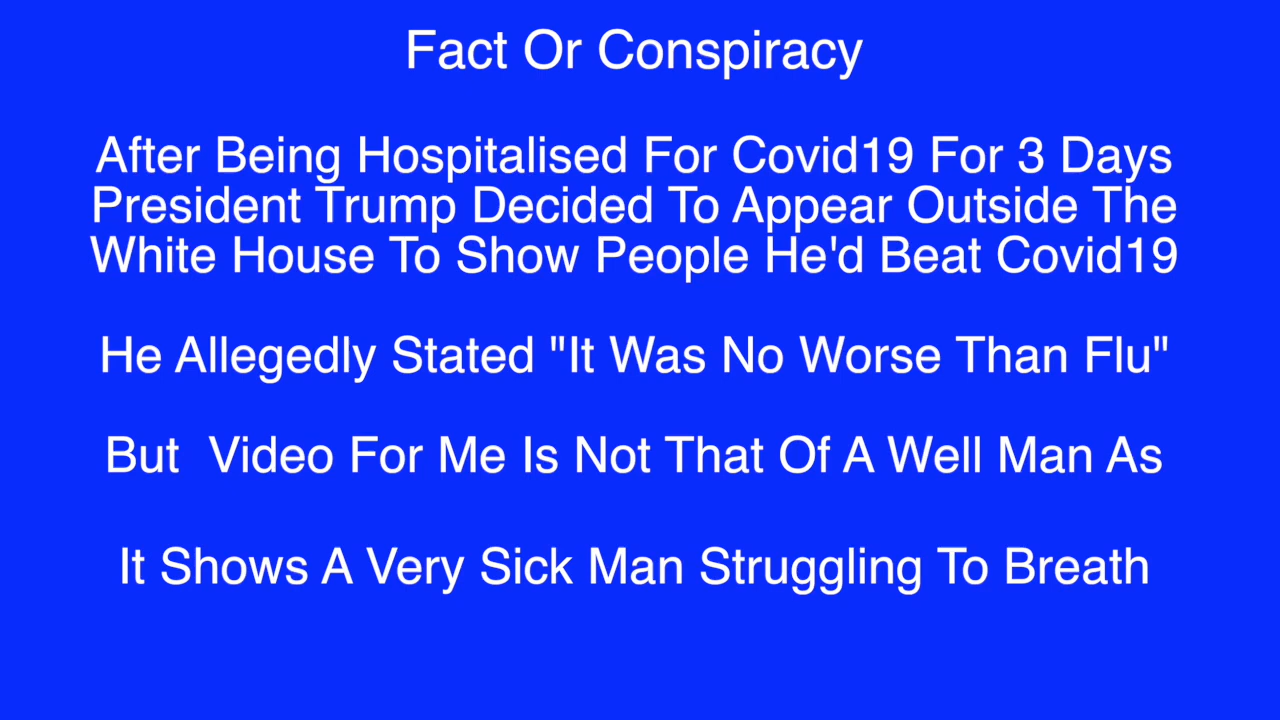 Fact Or Conspiracy
After Being Hospitalised For Covid19 For 3 Days
President Trump Decided To Appear Outside The
White House To Show People He'd Beat Covid19
He Allegedly Stated "It Was No Worse Than Flu"
But  Video For Me Is Not That Of A Well Man As
It Shows A Very Sick Man Struggling To Breath